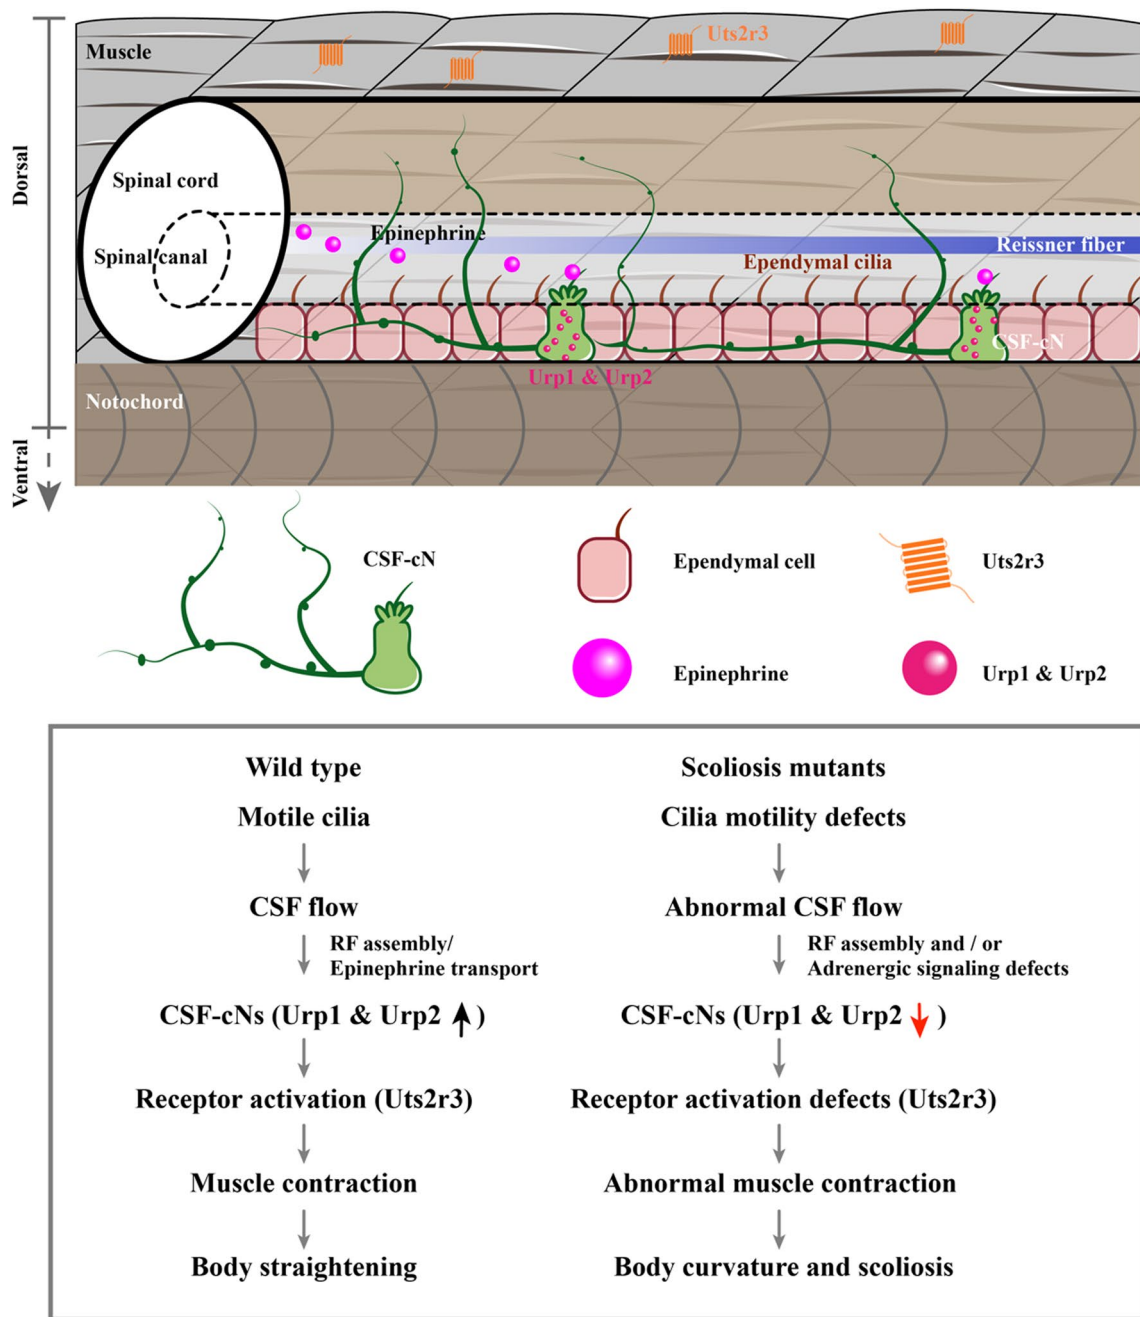 Uts2r3
Muscle
Dorsal
Spinal cord
Epinephrine
Spinal canal
Reissner fiber
Ependymal cilia
CSF-cN
Urp1 & Urp2
Notochord
Ventral
CSF-cN
Ependymal cell
Uts2r3
Epinephrine
Urp1 & Urp2
Wild type
Motile cilia
CSF flow
RF assembly/
Epinephrine transport
CSF-cNs (Urp1 & Urp2 )
Receptor activation (Uts2r3)
Muscle contraction
Body straightening
Scoliosis mutants
Cilia motility defects
Abnormal CSF flow
RF assembly and / or
Adrenergic signaling defects
CSF-cNs (Urp1 & Urp2 )
Receptor activation defects (Uts2r3)
Abnormal muscle contraction
Body curvature and scoliosis